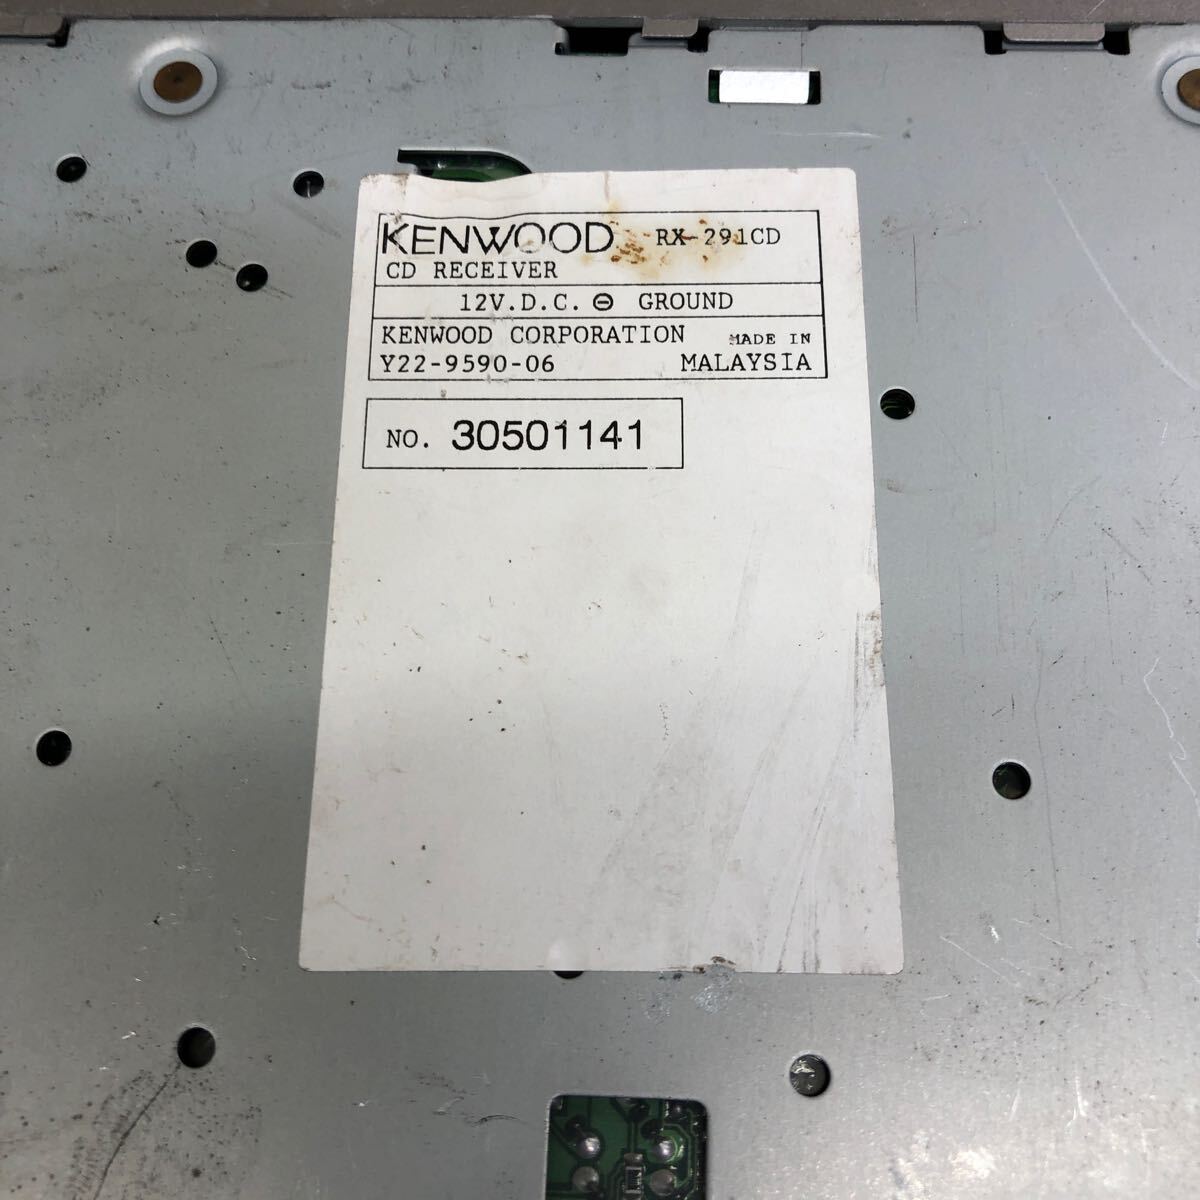 KENWOOD RX-291CD
CD RECEIVER
12V.D.C. ⊖ GROUND
KENWOOD CORPORATION MADE IN
Y22-9590-06 MALAYSIA
NO. 30501141